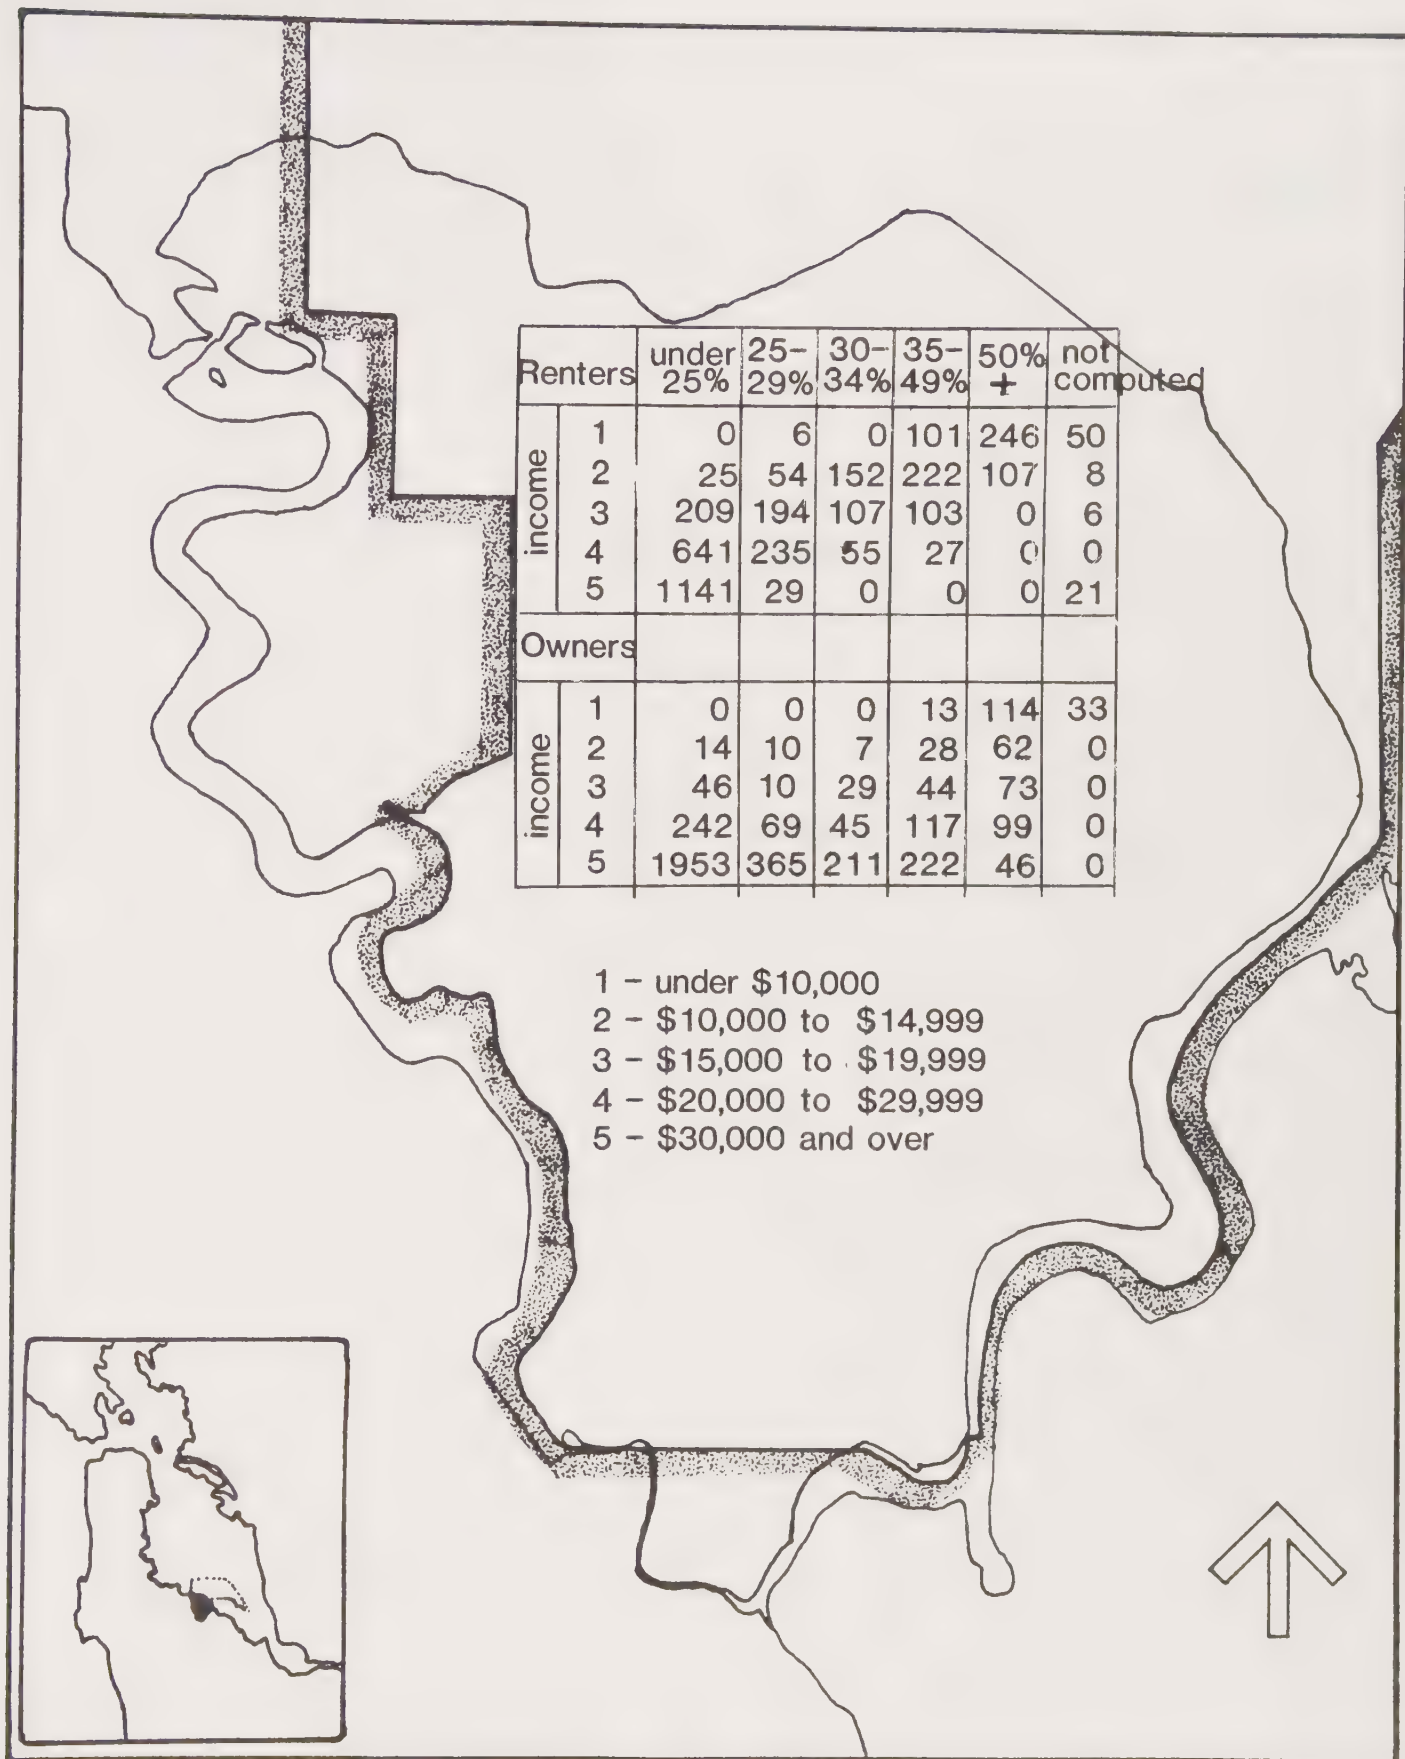 Renters under 25% 25-29% 30-34% 35-49% 50% + not computed
income
1 0 6 0 101 246 50
2 25 54 152 222 107 8
3 209 194 107 103 0 6
4 641 235 55 27 0 0
5 1141 29 0 0 0 21
Owners
income
1 0 0 0 13 114 33
2 14 10 7 28 62 0
3 46 10 29 44 73 0
4 242 69 45 117 99 0
5 1953 365 211 222 46 0
1 - under $10,000
2 - $10,000 to $14,999
3 - $15,000 to $19,999
4 - $20,000 to $29,999
5 - $30,000 and over